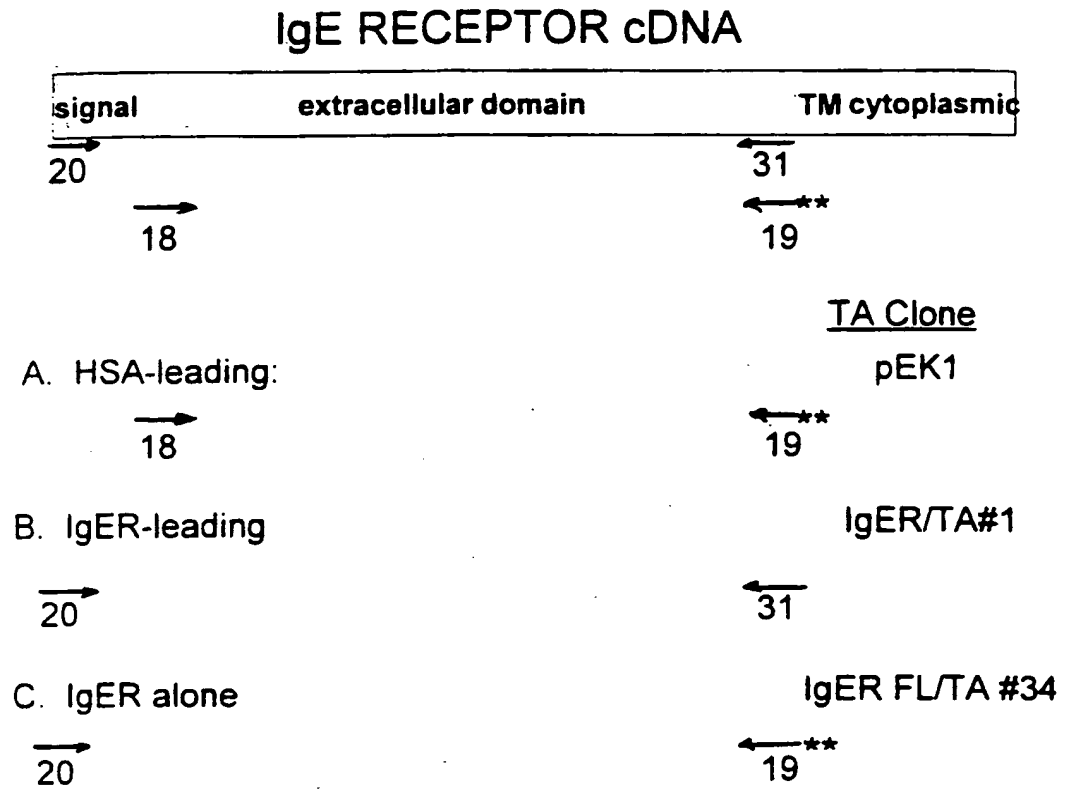 IgE RECEPTOR cDNA
signal extracellular domain TM cytoplasmic
20 31
18 19 **
TA Clone
A. HSA-leading: pEK1
18 19 **
B. IgER-leading IgER/TA#1
20 31
C. IgER alone IgER FL/TA #34
20 19 **